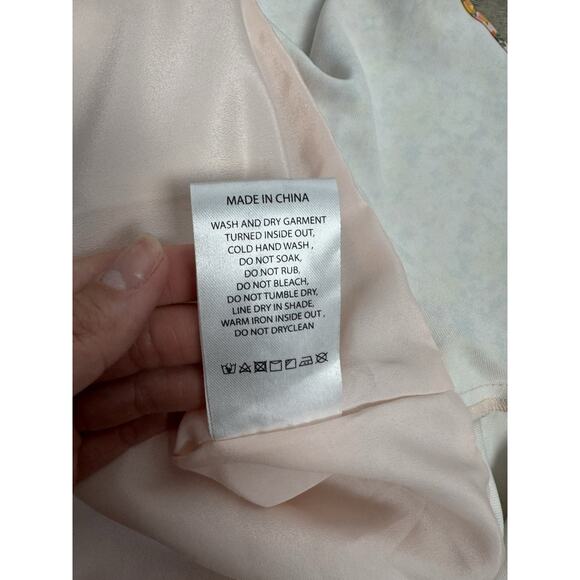 MADE IN CHINA
WASH AND DRY GARMENT
TURNED INSIDE OUT,
COLD HAND WASH ,
DO NOT SOAK,
DO NOT RUB,
DO NOT BLEACH,
DO NOT TUMBLE DRY,
LINE DRY IN SHADE,
WARM IRON INSIDE OUT ,
DO NOT DRYCLEAN